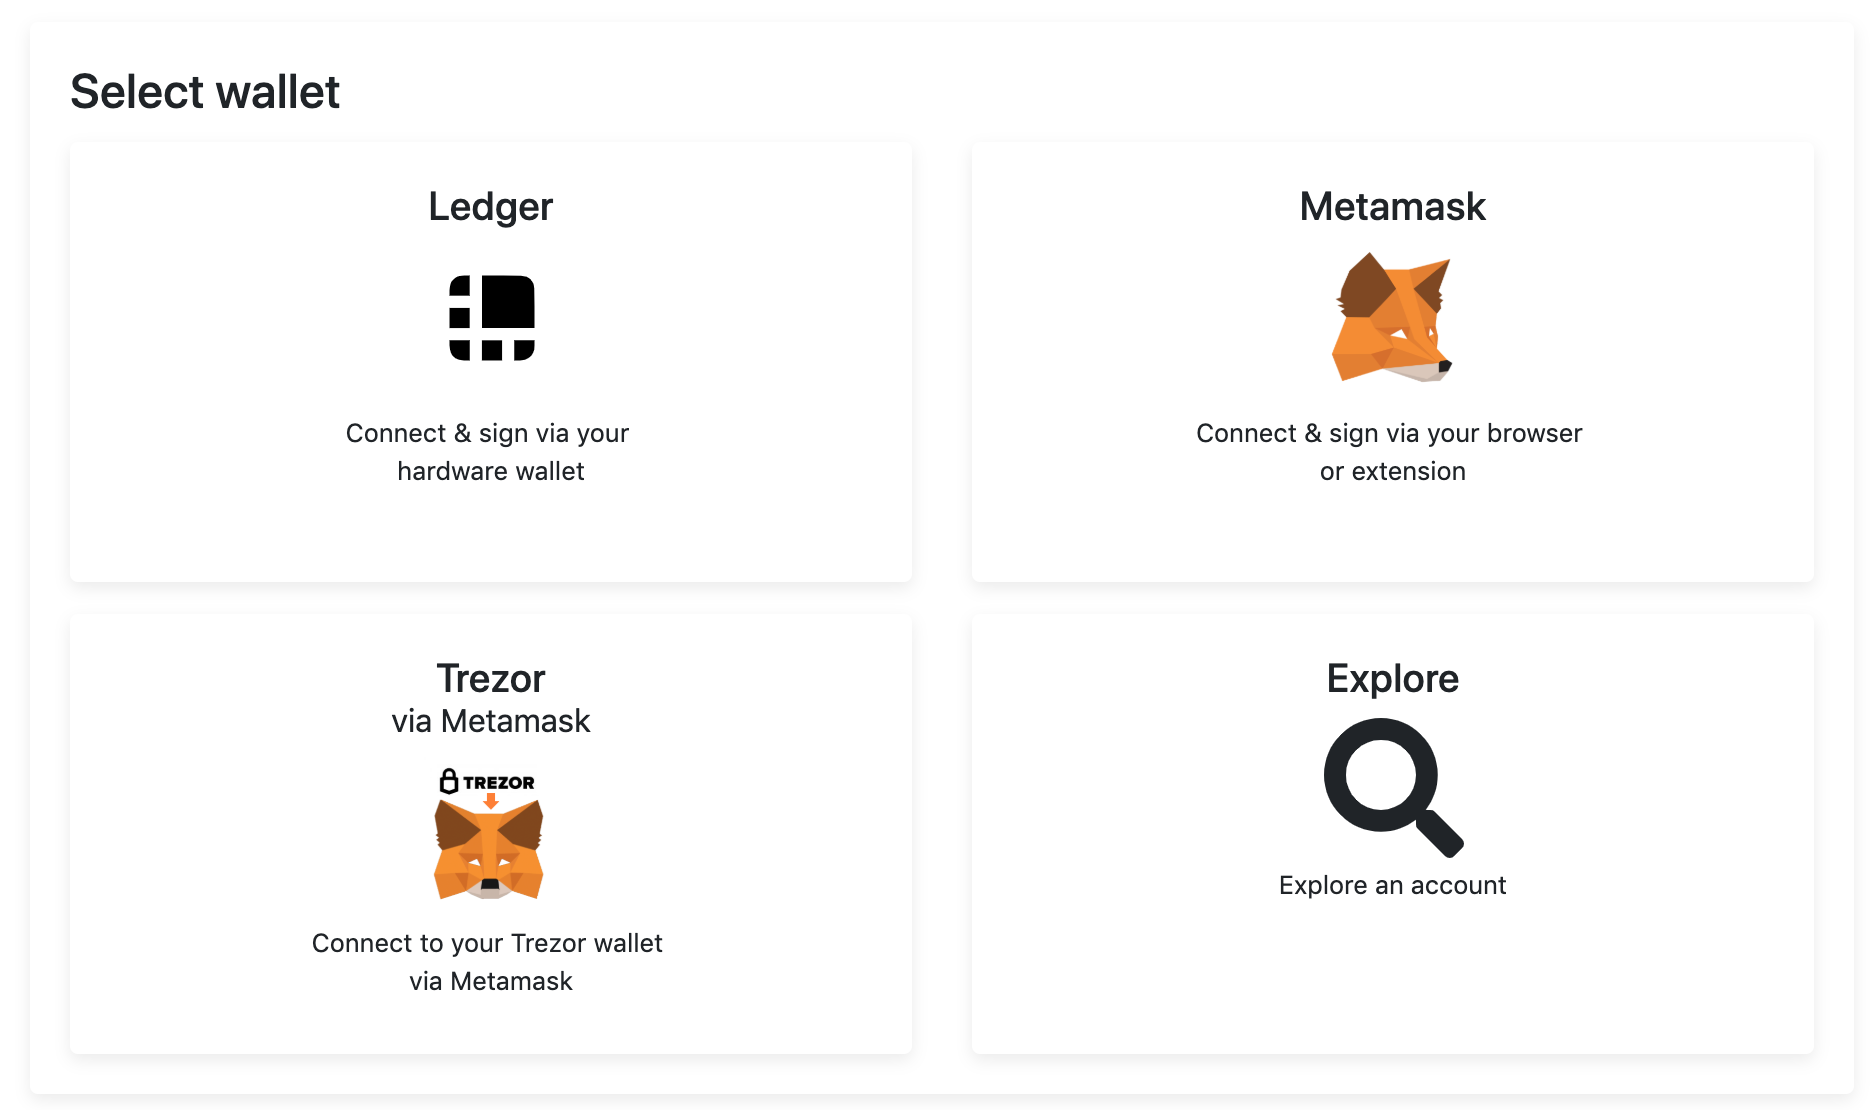 Select wallet
Ledger
Connect & sign via your
hardware wallet
Metamask
Connect & sign via your browser
or extension
Trezor
via Metamask
TREZOR
Connect to your Trezor wallet
via Metamask
Explore
Explore an account